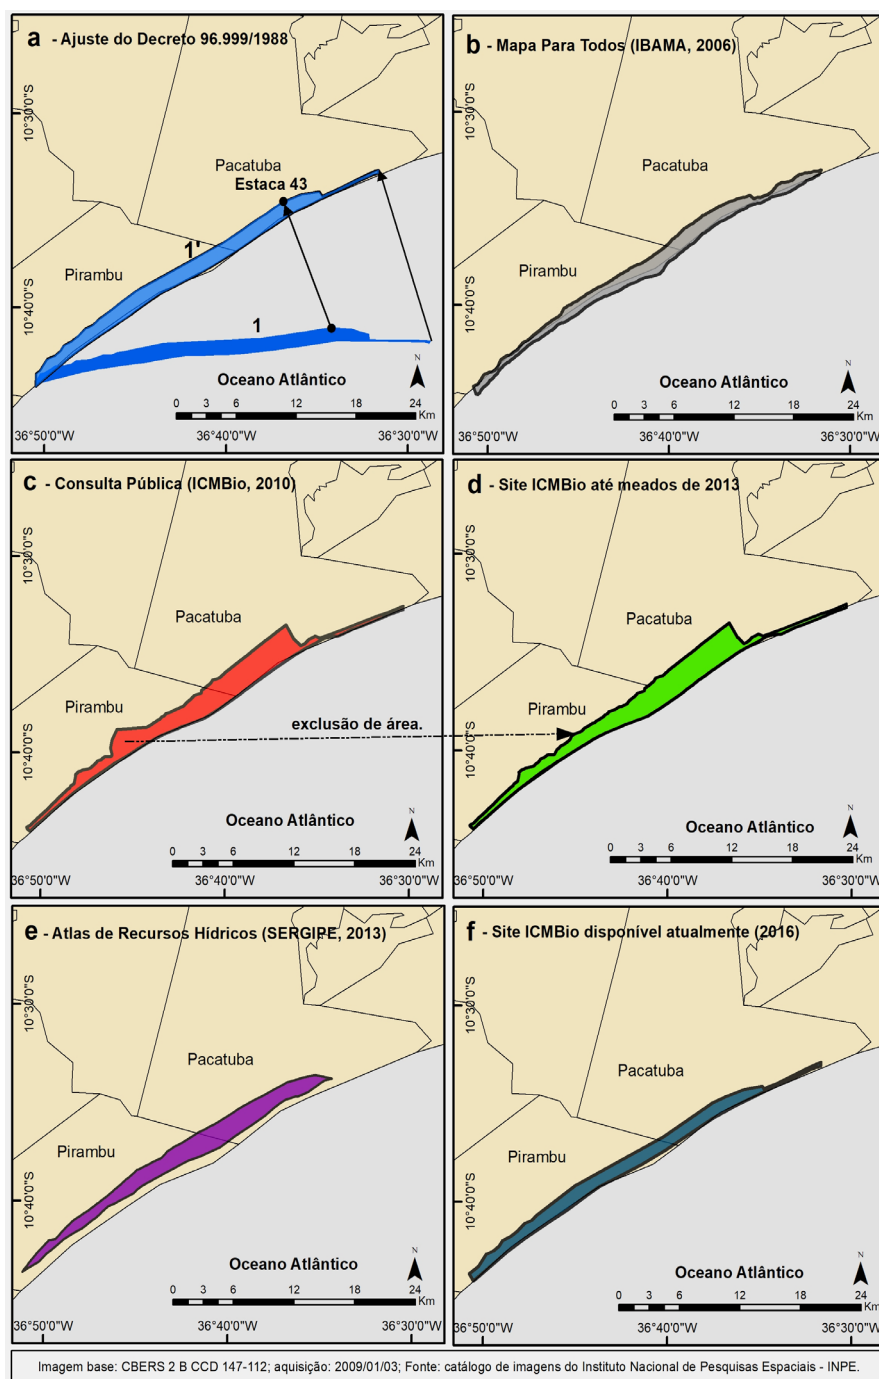 a - Ajuste do Decreto 96.999/1988
10°30'0"S
Pacatuba
Estaca 43
1'
Pirambu
10°40'0"S
1
N
Oceano Atlântico
0 3 6 12 18 24
Km
36°50'0"W 36°40'0"W 36°30'0"W
b - Mapa Para Todos (IBAMA, 2006)
10°30'0"S
Pacatuba
Pirambu
10°40'0"S
N
Oceano Atlântico
0 3 6 12 18 24
Km
36°50'0"W 36°40'0"W 36°30'0"W
c - Consulta Pública (ICMBio, 2010)
10°30'0"S
Pacatuba
Pirambu
exclusão de área.
10°40'0"S
N
Oceano Atlântico
0 3 6 12 18 24
Km
36°50'0"W 36°40'0"W 36°30'0"W
d - Site ICMBio até meados de 2013
10°30'0"S
Pacatuba
Pirambu
10°40'0"S
N
Oceano Atlântico
0 3 6 12 18 24
Km
36°50'0"W 36°40'0"W 36°30'0"W
e - Atlas de Recursos Hídricos (SERGIPE, 2013)
10°30'0"S
Pacatuba
Pirambu
10°40'0"S
N
Oceano Atlântico
0 3 6 12 18 24
Km
36°50'0"W 36°40'0"W 36°30'0"W
f - Site ICMBio disponível atualmente (2016)
10°30'0"S
Pacatuba
Pirambu
10°40'0"S
N
Oceano Atlântico
0 3 6 12 18 24
Km
36°50'0"W 36°40'0"W 36°30'0"W
Imagem base: CBERS 2 B CCD 147-112; aquisição: 2009/01/03; Fonte: catálogo de imagens do Instituto Nacional de Pesquisas Espaciais - INPE.